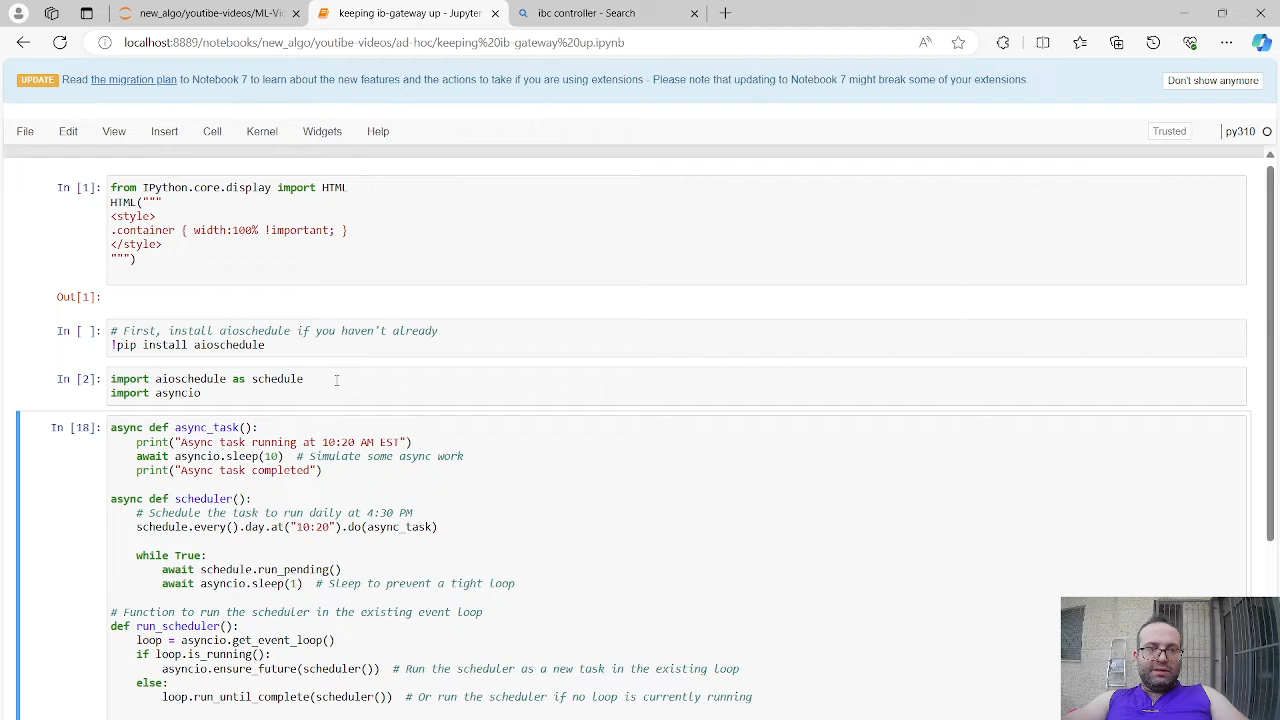 new_algo/youtibe-videos/ML-Vi
keeping ib-gateway up - Jupyter
ibc controller - Search
localhost:8889/notebooks/new_algo/youtibe-videos/ad-hoc/keeping%20ib-gateway%20up.ipynb
UPDATE Read the migration plan to Notebook 7 to learn about the new features and the actions to take if you are using extensions - Please note that updating to Notebook 7 might break some of your extensions.
Don't show anymore
File Edit View Insert Cell Kernel Widgets Help
Trusted
py310
In [1]: from IPython.core.display import HTML
HTML("""
<style>
.container { width:100% !important; }
</style>
""")
Out[1]:
In [ ]: # First, install aioschedule if you haven't already
!pip install aioschedule
In [2]: import aioschedule as schedule
import asyncio
In [18]: async def async_task():
print("Async task running at 10:20 AM EST")
await asyncio.sleep(10)  # Simulate some async work
print("Async task completed")
async def scheduler():
# Schedule the task to run daily at 4:30 PM
schedule.every().day.at("10:20").do(async_task)
while True:
await schedule.run_pending()
await asyncio.sleep(1)  # Sleep to prevent a tight loop
# Function to run the scheduler in the existing event loop
def run_scheduler():
loop = asyncio.get_event_loop()
if loop.is_running():
asyncio.ensure_future(scheduler())  # Run the scheduler as a new task in the existing loop
else:
loop.run_until_complete(scheduler())  # Or run the scheduler if no loop is currently running